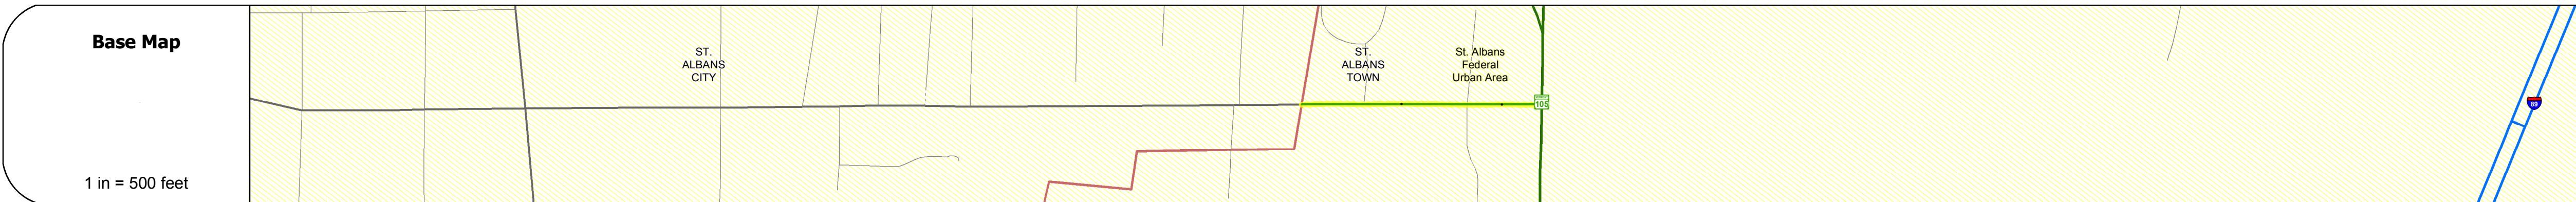 Base Map
1 in = 500 feet
ST.
ALBANS
CITY
ST.
ALBANS
TOWN
St. Albans
Federal
Urban Area
105
89